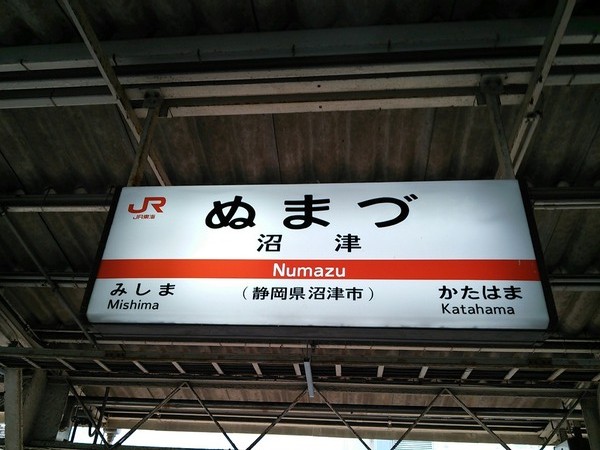 JR
JR東海
ぬまづ
沼津
Numazu
みしま
Mishima
（静岡県沼津市）
かたはま
Katahama